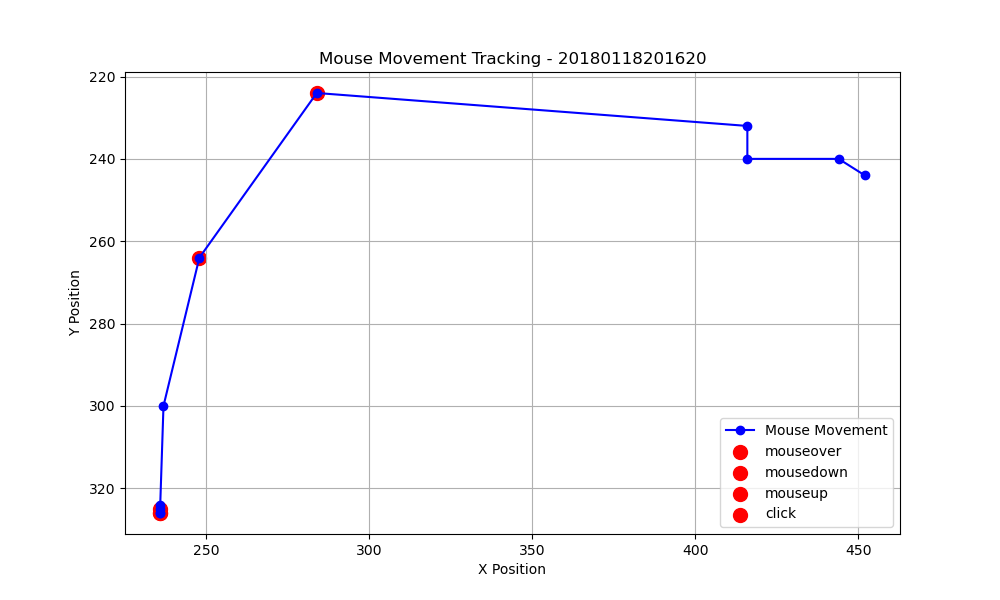 Mouse Movement Tracking - 20180118201620
220
240
260
280
300
320
Y Position
250
300
350
400
450
X Position
Mouse Movement
mouseover
mousedown
mouseup
click